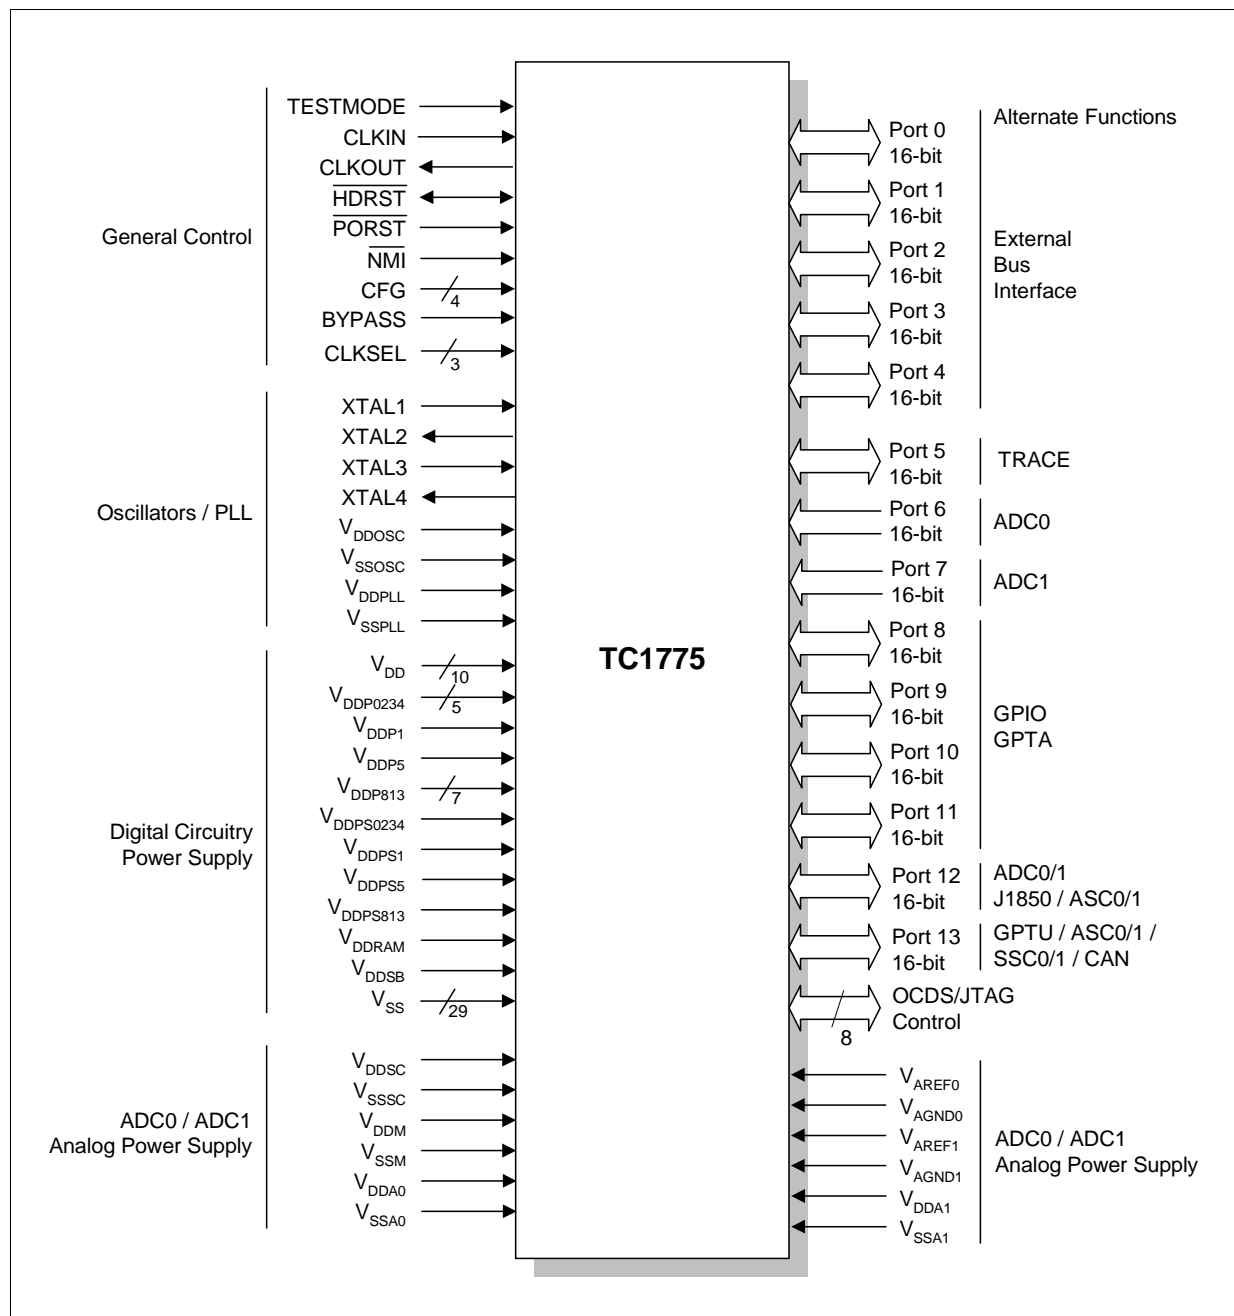 TESTMODE
CLKIN
CLKOUT
HDRST
PORST
NMI
CFG
4
BYPASS
CLKSEL
3
General Control
XTAL1
XTAL2
XTAL3
XTAL4
VDDOSC
VSSOSC
VDDPLL
VSSPLL
Oscillators / PLL
VDD
10
VDDP0234
5
VDDP1
VDDP5
VDDP813
7
VDDPS0234
VDDPS1
VDDPS5
VDDPS813
VDDRAM
VDDSB
VSS
29
Digital Circuitry
Power Supply
VDDSC
VSSSC
VDDM
VSSM
VDDA0
VSSA0
ADC0 / ADC1
Analog Power Supply
TC1775
Alternate Functions
Port 0
16-bit
Port 1
16-bit
Port 2
16-bit
Port 3
16-bit
Port 4
16-bit
External
Bus
Interface
Port 5
16-bit
TRACE
Port 6
16-bit
ADC0
Port 7
16-bit
ADC1
Port 8
16-bit
Port 9
16-bit
Port 10
16-bit
Port 11
16-bit
GPIO
GPTA
Port 12
16-bit
ADC0/1
J1850 / ASC0/1
Port 13
16-bit
GPTU / ASC0/1 /
SSC0/1 / CAN
OCDS/JTAG
Control
8
VAREF0
VAGND0
VAREF1
VAGND1
VDDA1
VSSA1
ADC0 / ADC1
Analog Power Supply